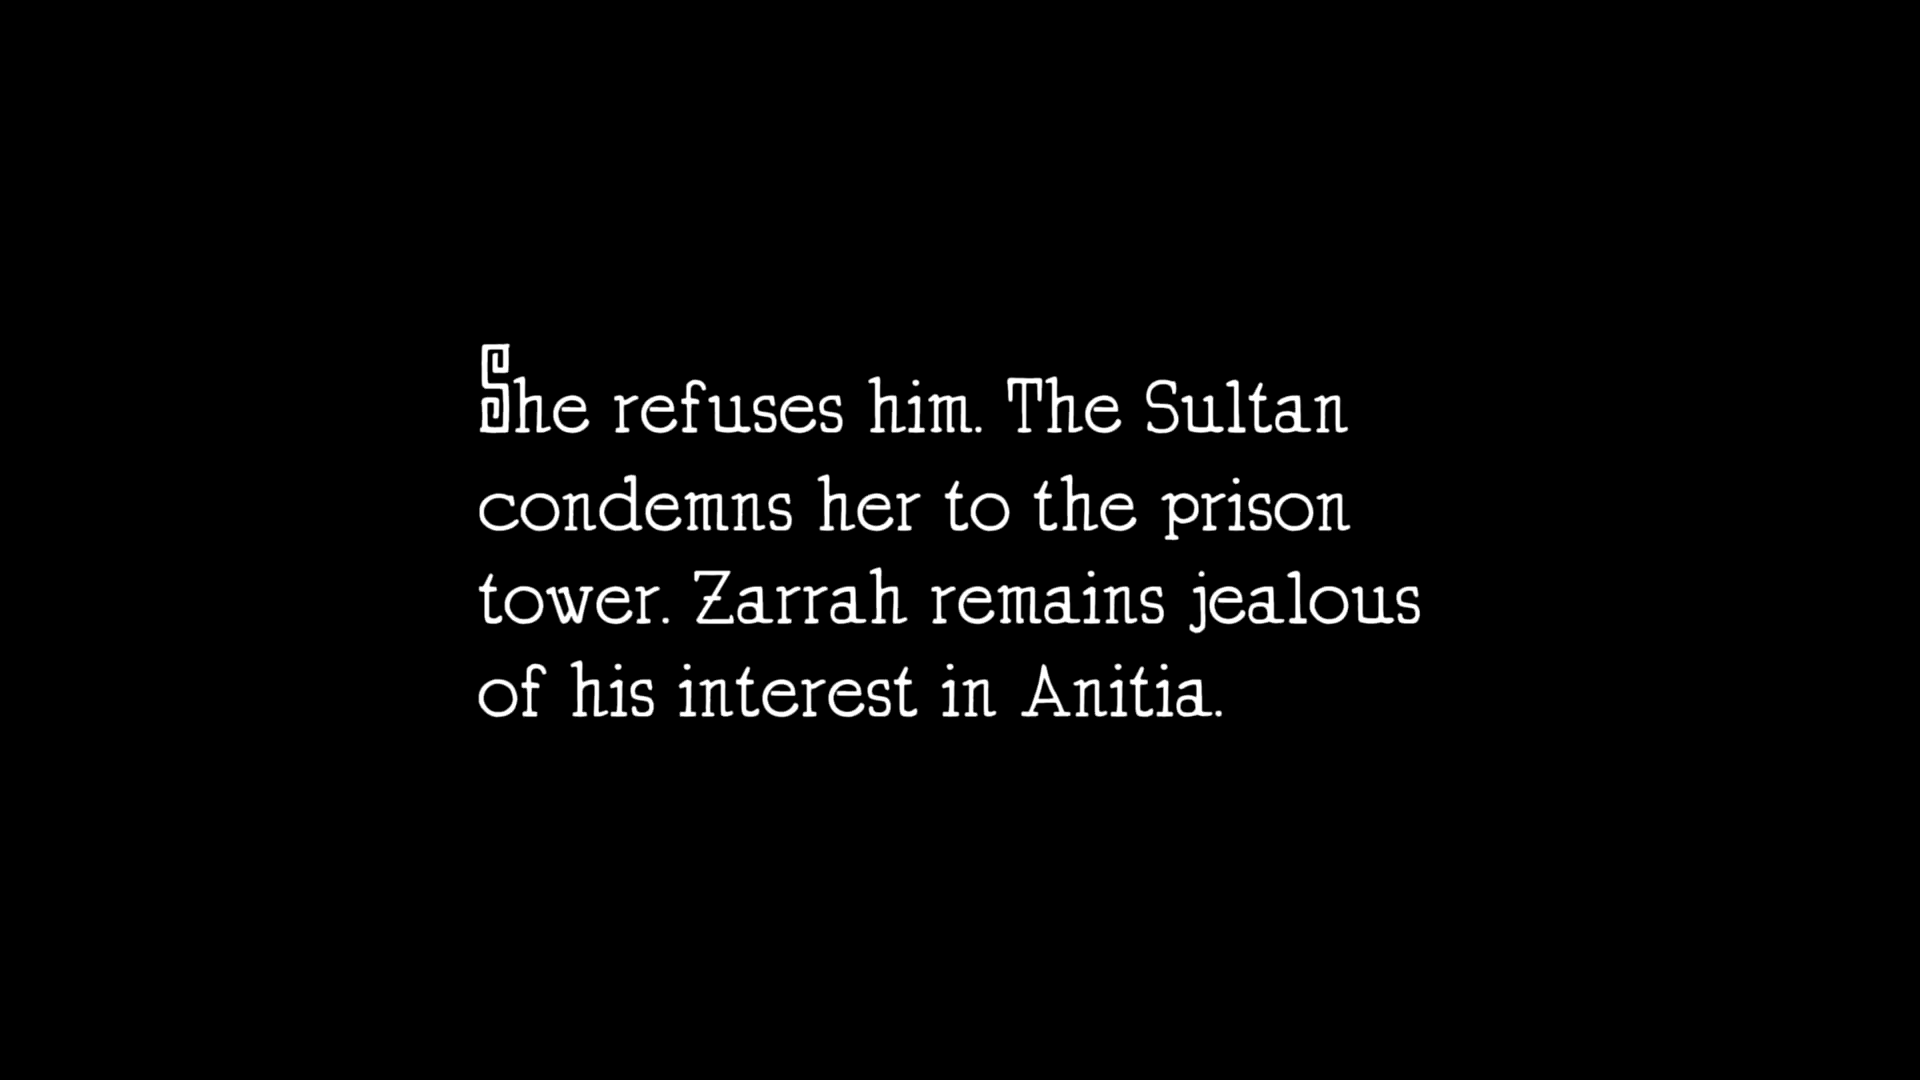 She refuses him. The Sultan
condemns her to the prison
tower. Zarrah remains jealous
of his interest in Anitia.